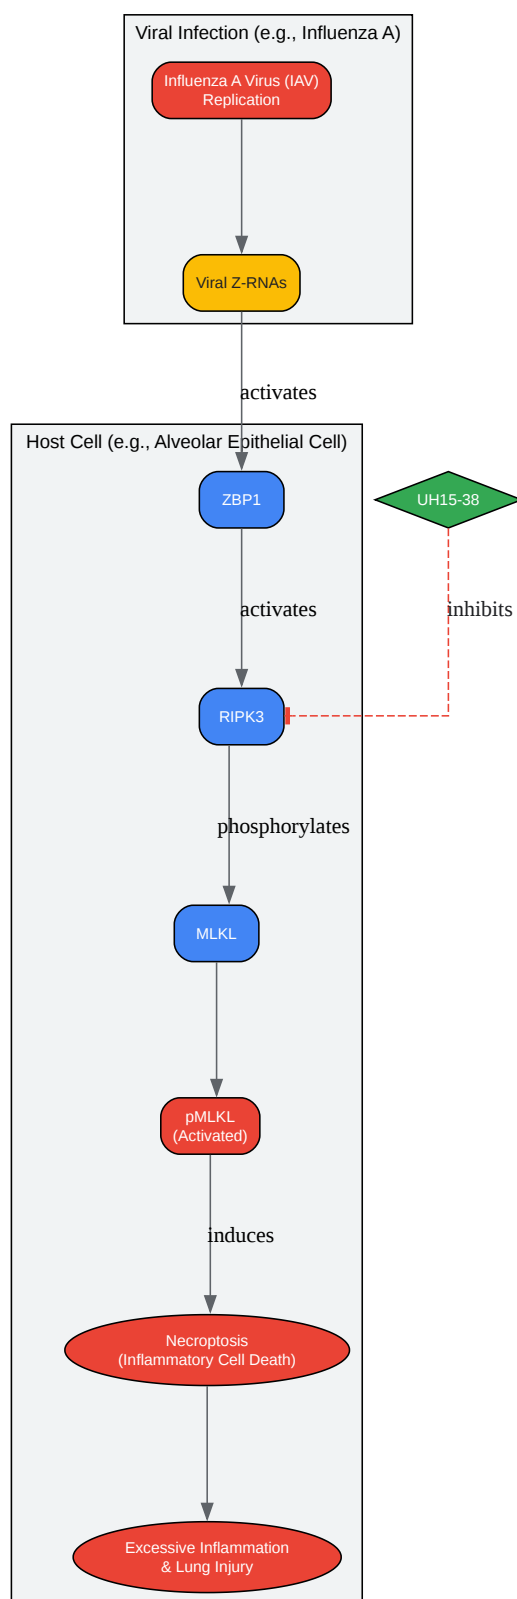 Viral Infection (e.g., Influenza A)
Influenza A Virus (IAV)
Replication
Viral Z-RNAs
activates
Host Cell (e.g., Alveolar Epithelial Cell)
ZBP1
UH15-38
activates
inhibits
RIPK3
phosphorylates
MLKL
pMLKL
(Activated)
induces
Necroptosis
(Inflammatory Cell Death)
Excessive Inflammation
& Lung Injury